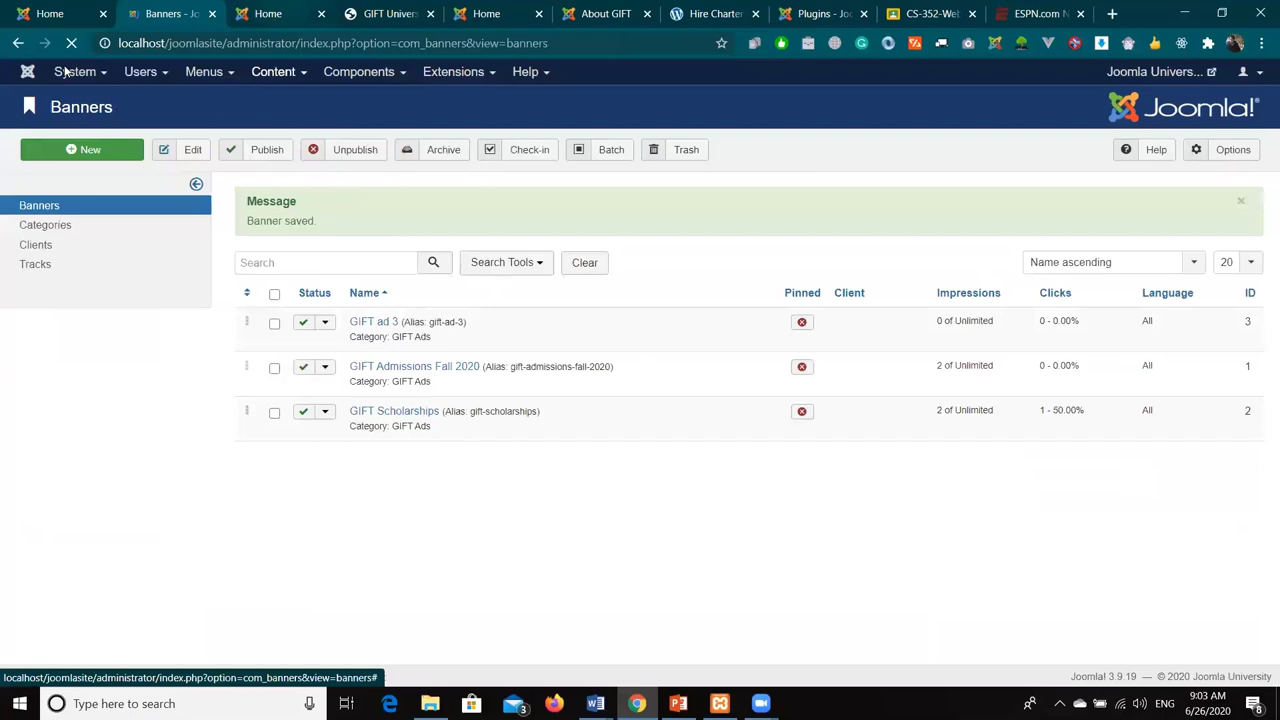 Home
Banners - Jo
Home
GIFT Univer
Home
About GIFT
Hire Charter
Plugins - Joo
CS-352-Web
ESPN.com N
localhost/joomlasite/administrator/index.php?option=com_banners&view=banners
System Users Menus Content Components Extensions Help Joomla Univers...
Banners Joomla!®
New Edit Publish Unpublish Archive Check-in Batch Trash Help Options
Banners
Categories
Clients
Tracks
Message
Banner saved.
Search Search Tools Clear Name ascending 20
Status Name Pinned Client Impressions Clicks Language ID
GIFT ad 3 (Alias: gift-ad-3) 0 of Unlimited 0 - 0.00% All 3
Category: GIFT Ads
GIFT Admissions Fall 2020 (Alias: gift-admissions-fall-2020) 2 of Unlimited 0 - 0.00% All 1
Category: GIFT Ads
GIFT Scholarships (Alias: gift-scholarships) 2 of Unlimited 1 - 50.00% All 2
Category: GIFT Ads
localhost/joomlasite/administrator/index.php?option=com_banners&view=banners#
Joomla! 3.9.19 — © 2020 Joomla University
Type here to search
3
ENG
9:03 AM
6/26/2020
8